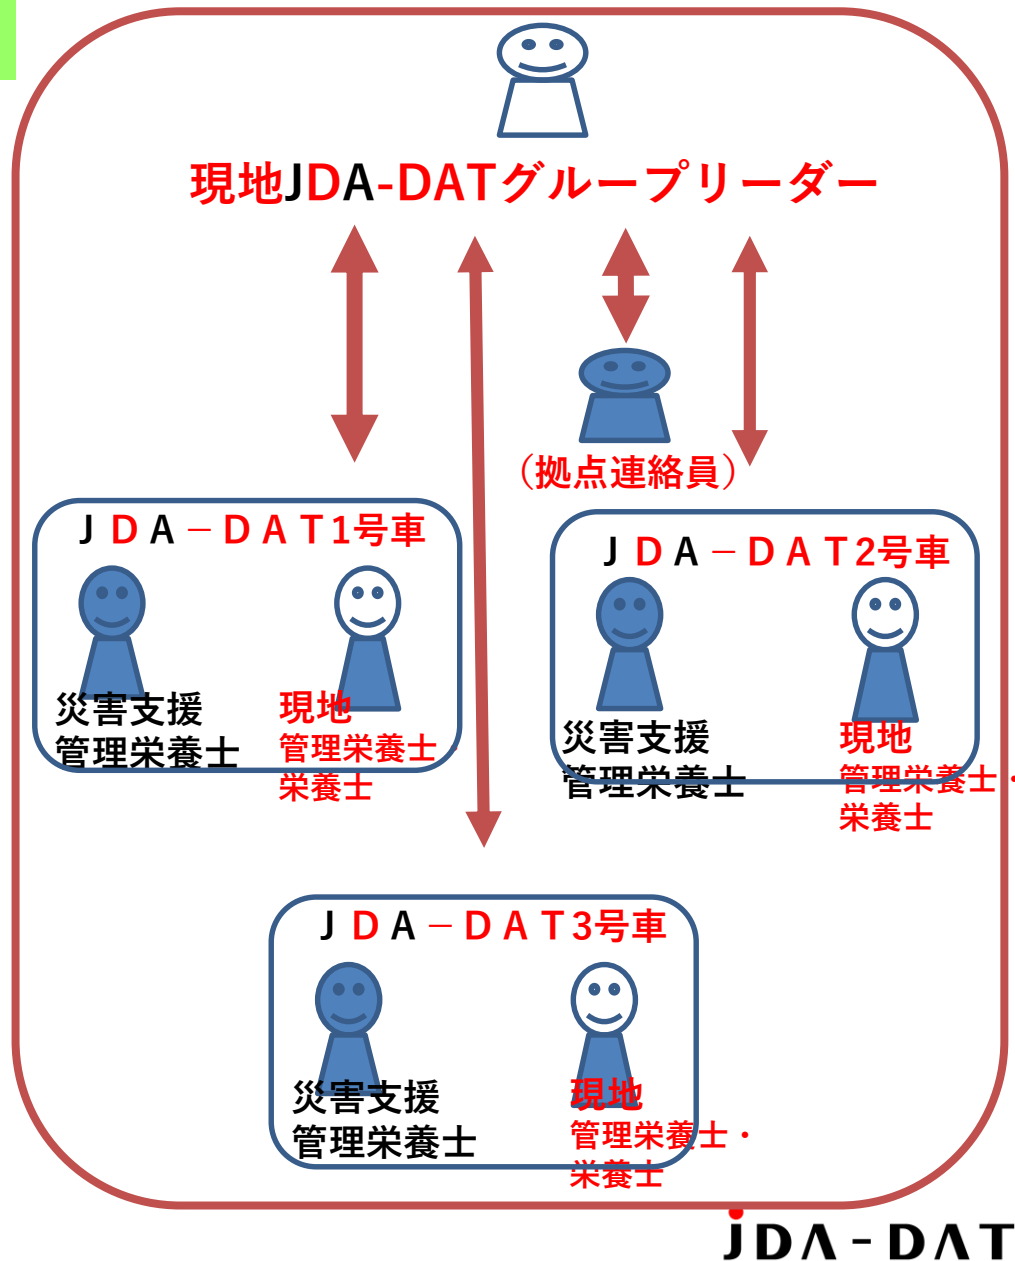 現地JDA-DATグループリーダー
（拠点連絡員）
ＪＤＡ－ＤＡＴ1号車
災害支援
管理栄養士
現地
管理栄養士・
栄養士
ＪＤＡ－ＤＡＴ2号車
災害支援
管理栄養士
現地
管理栄養士・
栄養士
ＪＤＡ－ＤＡＴ3号車
災害支援
管理栄養士
現地
管理栄養士・
栄養士
JDA-DAT